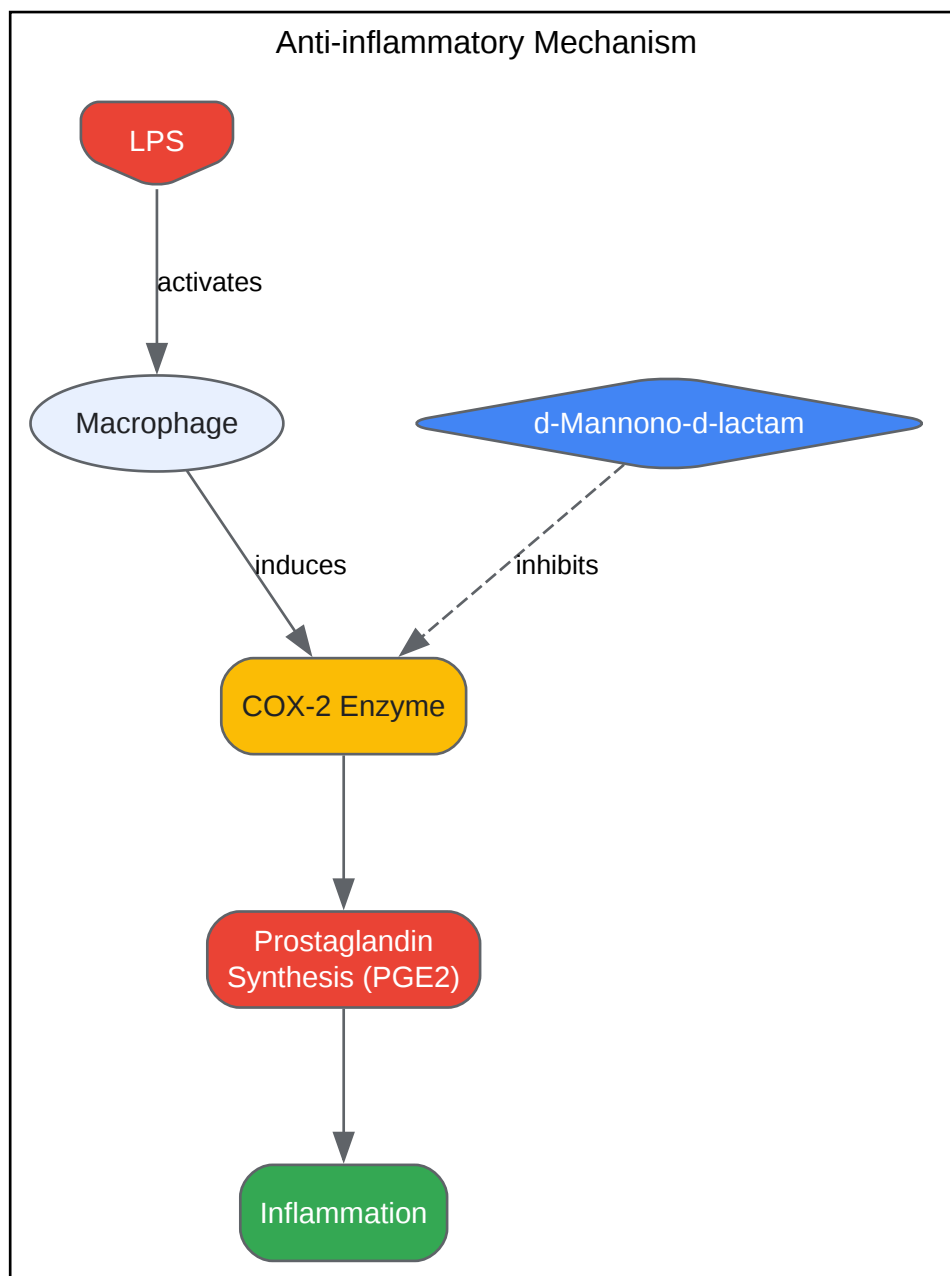 Anti-inflammatory Mechanism
LPS
activates
Macrophage
d-Mannono-d-lactam
induces
inhibits
COX-2 Enzyme
Prostaglandin
Synthesis (PGE2)
Inflammation